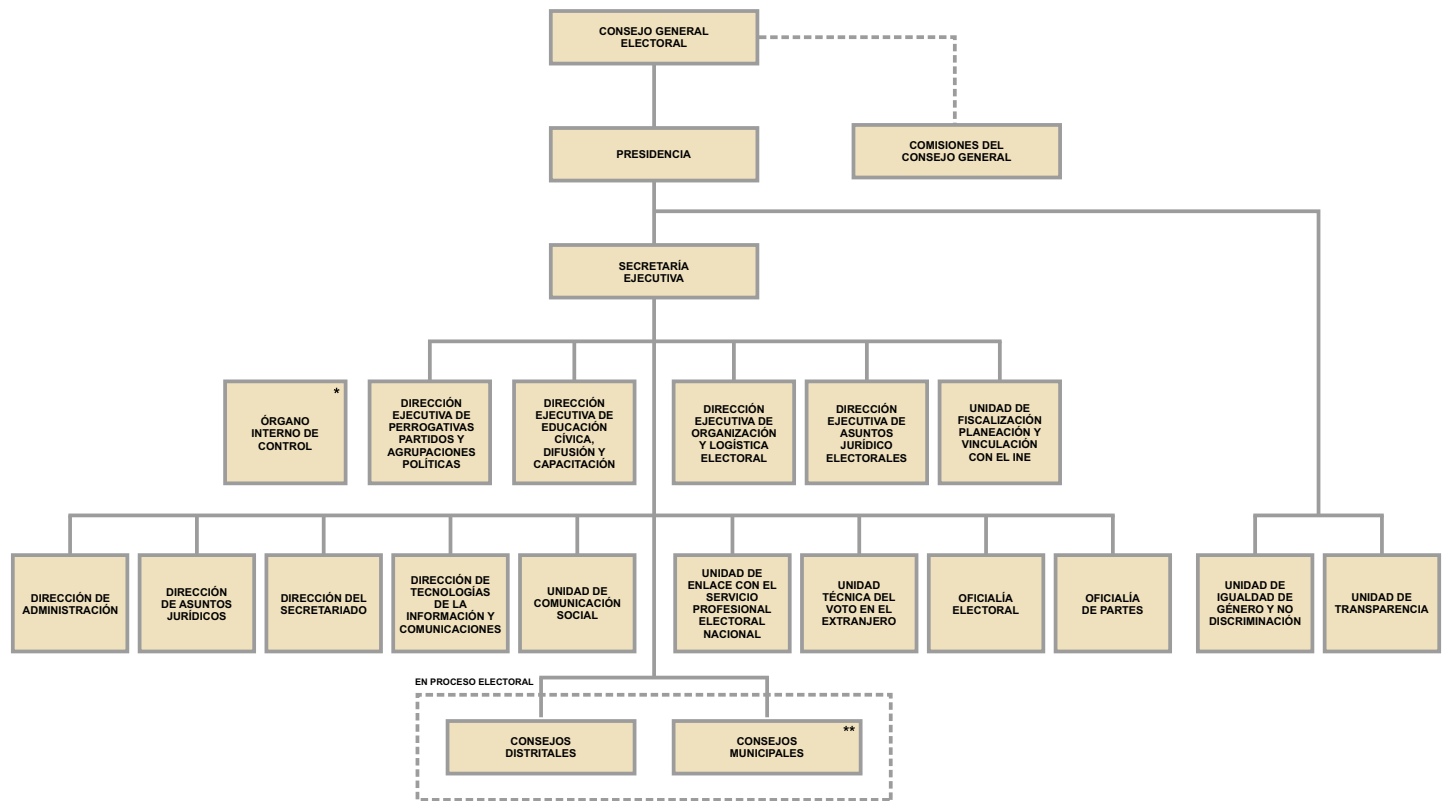 CONSEJO GENERAL
ELECTORAL
COMISIONES DEL
CONSEJO GENERAL
PRESIDENCIA
SECRETARÍA
EJECUTIVA
*
ÓRGANO
INTERNO DE
CONTROL
DIRECCIÓN
EJECUTIVA DE
PERROGATIVAS
PARTIDOS Y
AGRUPACIONES
POLÍTICAS
DIRECCIÓN
EJECUTIVA DE
EDUCACIÓN
CÍVICA,
DIFUSIÓN Y
CAPACITACIÓN
DIRECCIÓN
EJECUTIVA DE
ORGANIZACIÓN
Y LOGÍSTICA
ELECTORAL
DIRECCIÓN
EJECUTIVA DE
ASUNTOS
JURÍDICO
ELECTORALES
UNIDAD DE
FISCALIZACIÓN
PLANEACIÓN Y
VINCULACIÓN
CON EL INE
DIRECCIÓN DE
ADMINISTRACIÓN
DIRECCIÓN
DE ASUNTOS
JURÍDICOS
DIRECCIÓN DEL
SECRETARIADO
DIRECCIÓN DE
TECNOLOGÍAS
DE LA
INFORMACIÓN Y
COMUNICACIONES
UNIDAD DE
COMUNICACIÓN
SOCIAL
UNIDAD DE
ENLACE CON EL
SERVICIO
PROFESIONAL
ELECTORAL
NACIONAL
UNIDAD
TÉCNICA DEL
VOTO EN EL
EXTRANJERO
OFICIALÍA
ELECTORAL
OFICIALÍA
DE PARTES
UNIDAD DE
IGUALDAD DE
GÉNERO Y NO
DISCRIMINACIÓN
UNIDAD DE
TRANSPARENCIA
EN PROCESO ELECTORAL
CONSEJOS
DISTRITALES
**
CONSEJOS
MUNICIPALES